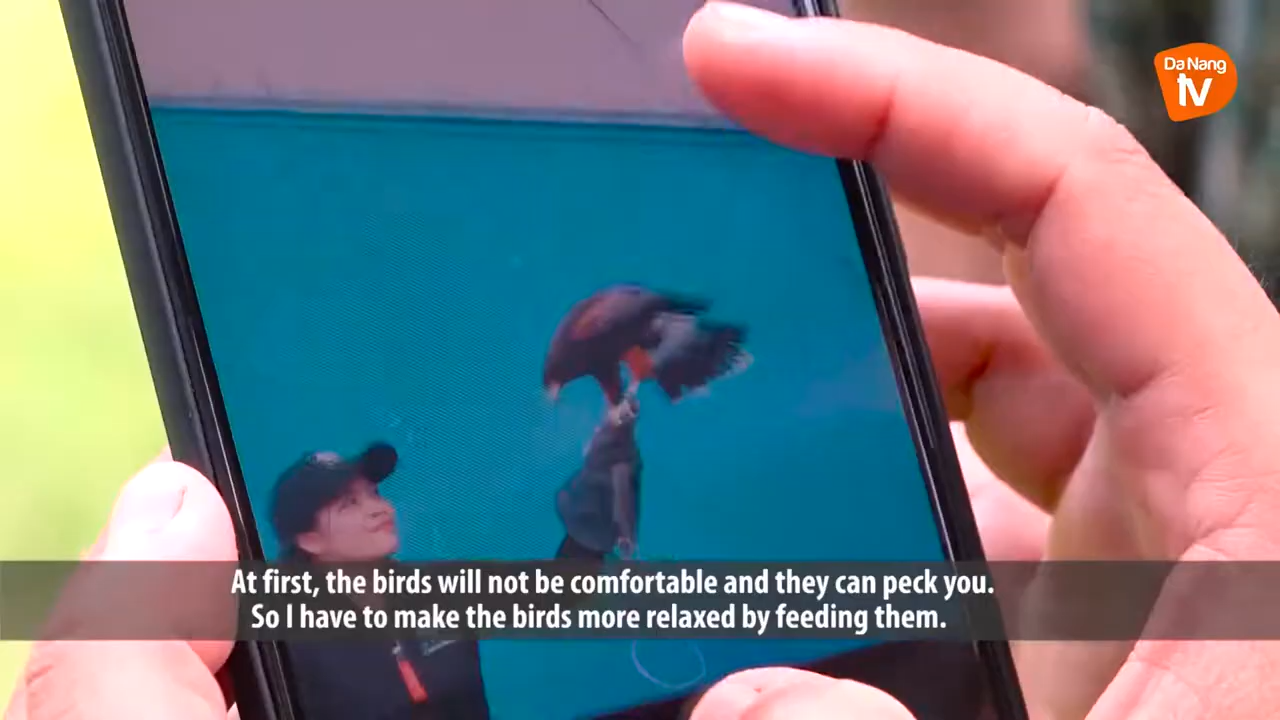 Da Nang
tv
At first, the birds will not be comfortable and they can peck you.
So I have to make the birds more relaxed by feeding them.